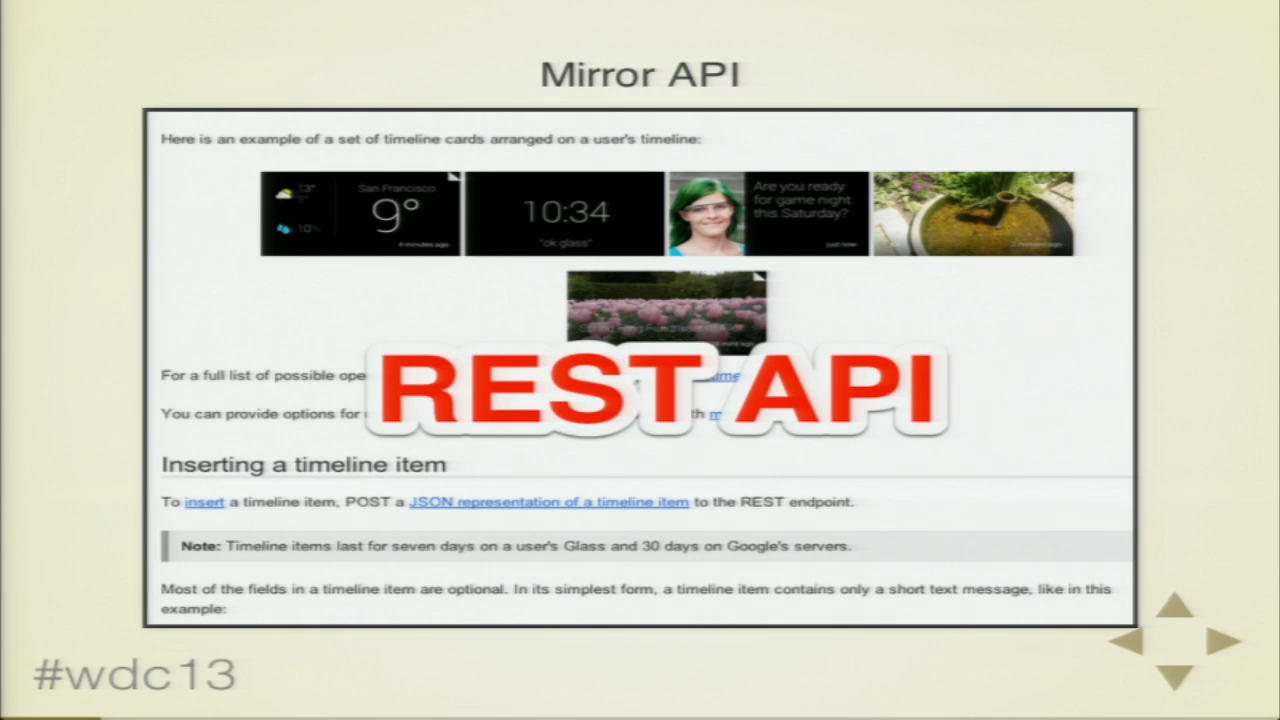 Mirror API
Here is an example of a set of timeline cards arranged on a user's timeline:
13°
San Francisco
9°
10%
4 minutes ago
10:34
"ok glass"
Are you ready
for game night
this Saturday?
just now
For a full list of possible ope
REST API
You can provide options for
th
Inserting a timeline item
To insert a timeline item, POST a JSON representation of a timeline item to the REST endpoint.
Note: Timeline items last for seven days on a user's Glass and 30 days on Google's servers.
Most of the fields in a timeline item are optional. In its simplest form, a timeline item contains only a short text message, like in this
example:
#wdc13